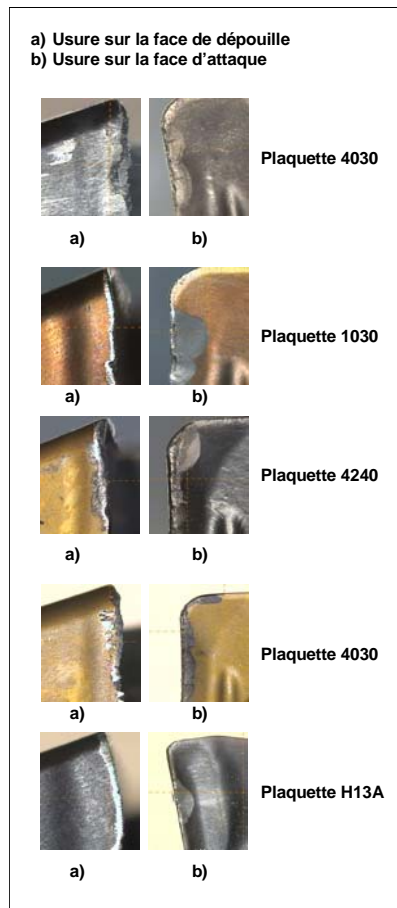 a) Usure sur la face de dépouille
b) Usure sur la face d'attaque
Plaquette 4030
a) b)
Plaquette 1030
a) b)
Plaquette 4240
a) b)
Plaquette 4030
a) b)
Plaquette H13A
a) b)